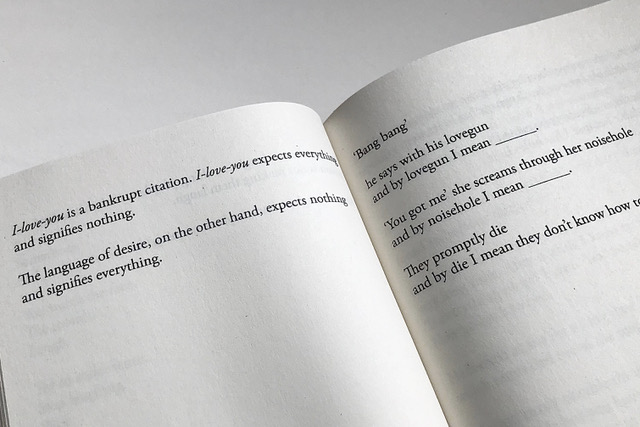 I-love-you is a bankrupt citation. I-love-you expects everything
and signifies nothing.
The language of desire, on the other hand, expects nothing
and signifies everything.
‘Bang bang’
he says with his lovegun
and by lovegun I mean ______.
‘You got me’ she screams through her noisehole
and by noisehole I mean ______.
They promptly die
and by die I mean they don’t know how to